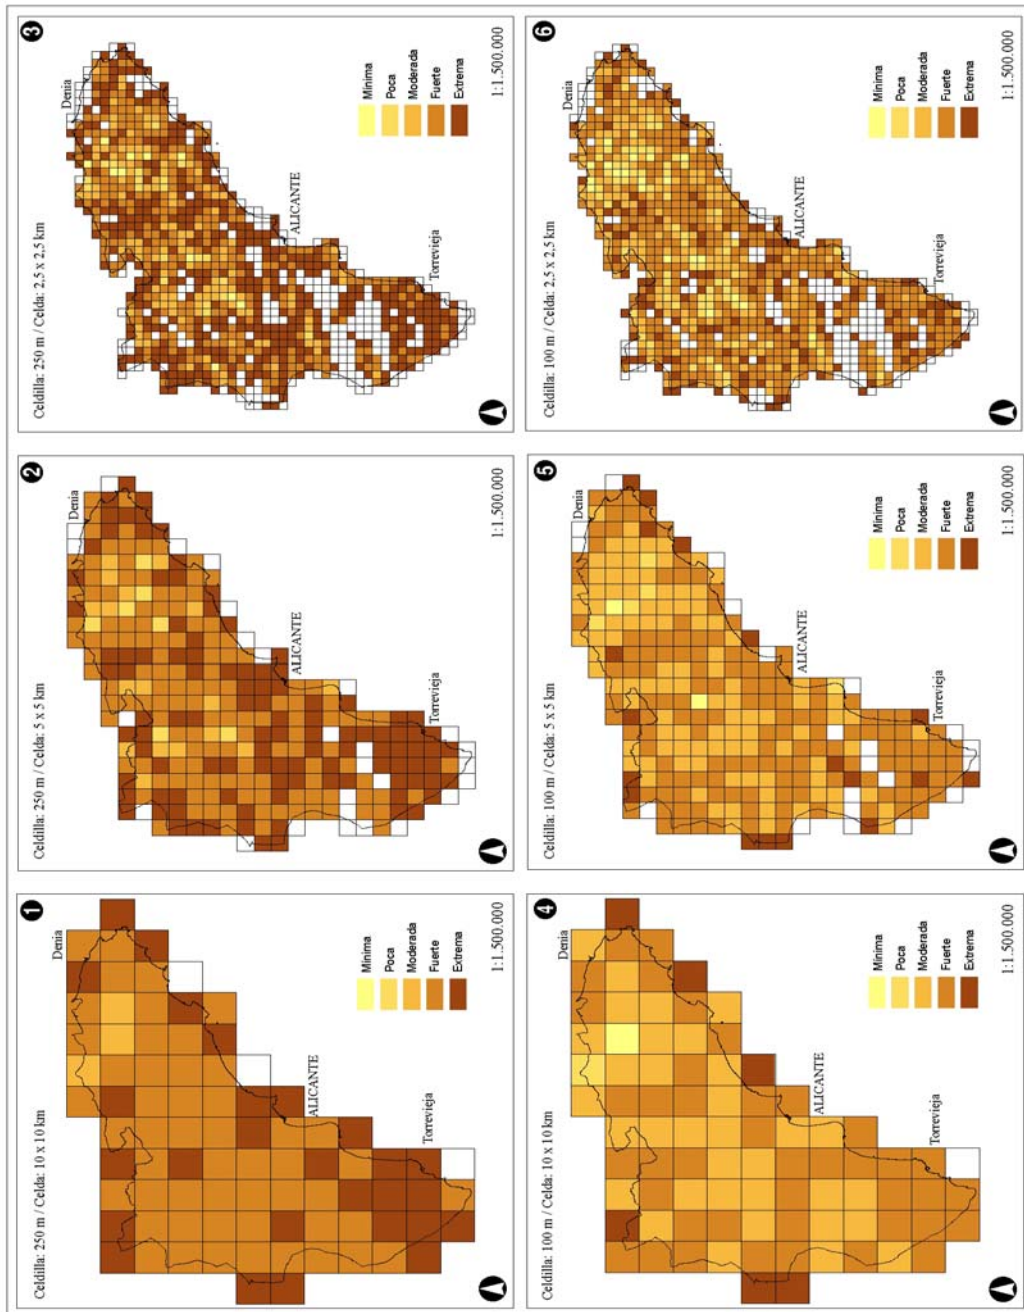 1
Celdilla: 250 m / Celda: 10 x 10 km
Denia
ALICANTE
Torrevieja
Mínima
Poca
Moderada
Fuerte
Extrema
1:1.500.000
2
Celdilla: 250 m / Celda: 5 x 5 km
Denia
ALICANTE
Torrevieja
1:1.500.000
3
Celdilla: 250 m / Celda: 2,5 x 2,5 km
Denia
ALICANTE
Torrevieja
Mínima
Poca
Moderada
Fuerte
Extrema
1:1.500.000
4
Celdilla: 100 m / Celda: 10 x 10 km
Denia
ALICANTE
Torrevieja
Mínima
Poca
Moderada
Fuerte
Extrema
1:1.500.000
5
Celdilla: 100 m / Celda: 5 x 5 km
Denia
ALICANTE
Torrevieja
Mínima
Poca
Moderada
Fuerte
Extrema
1:1.500.000
6
Celdilla: 100 m / Celda: 2,5 x 2,5 km
Denia
ALICANTE
Torrevieja
Mínima
Poca
Moderada
Fuerte
Extrema
1:1.500.000